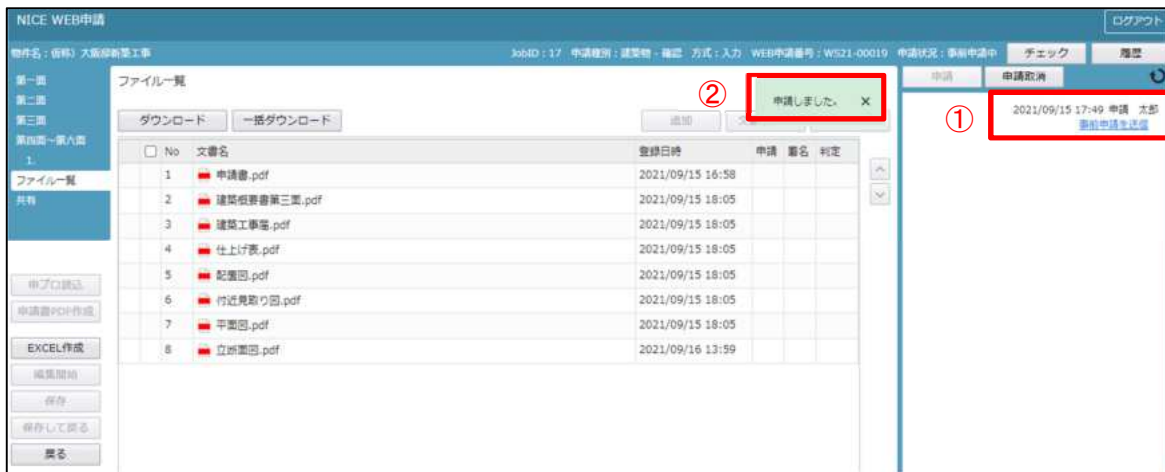 NICE WEB申請
ログアウト
物件名：仮称）大阪邸新築工事
JobID：17 申請種別：建築物 - 確認 方式：入力 WEB申請番号：WS21-00019 申請状況：事前申請中
チェック
履歴
第一面
第二面
第三面
第四面～第六面
1.
ファイル一覧
共有
申プロ読込
申請書PDF作成
EXCEL作成
編集開始
保存
保存して戻る
戻る
ファイル一覧
ダウンロード
一括ダウンロード
追加
②
申請しました。 ×
No 文書名 登録日時 申請 署名 判定
1 申請書.pdf 2021/09/15 16:58
2 建築概要書第三面.pdf 2021/09/15 18:05
3 建築工事届.pdf 2021/09/15 18:05
4 仕上げ表.pdf 2021/09/15 18:05
5 配置図.pdf 2021/09/15 18:05
6 付近見取り図.pdf 2021/09/15 18:05
7 平面図.pdf 2021/09/15 18:05
8 立断面図.pdf 2021/09/16 13:59
申請
申請取消
①
2021/09/15 17:49 申請 太郎
事前申請を送信